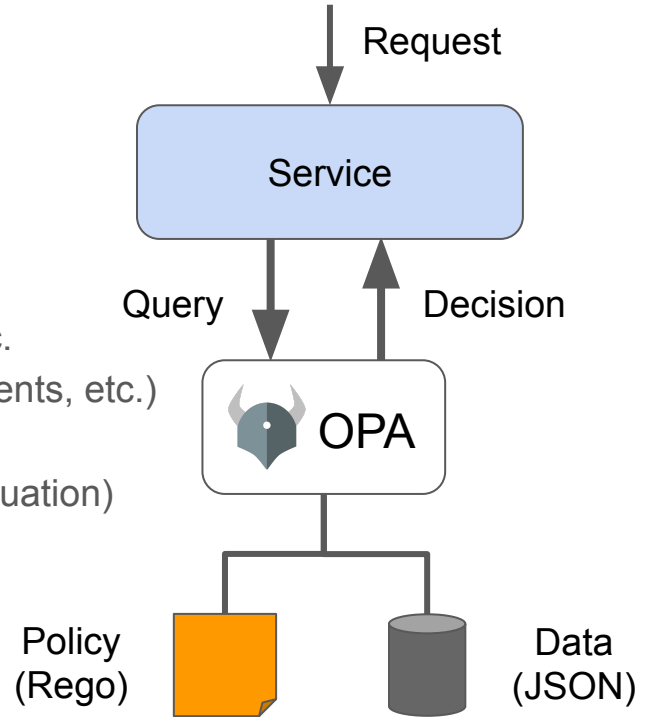 Request
Service
Query
Decision
c.
ents, etc.)
OPA
uation)
Policy
(Rego)
Data
(JSON)